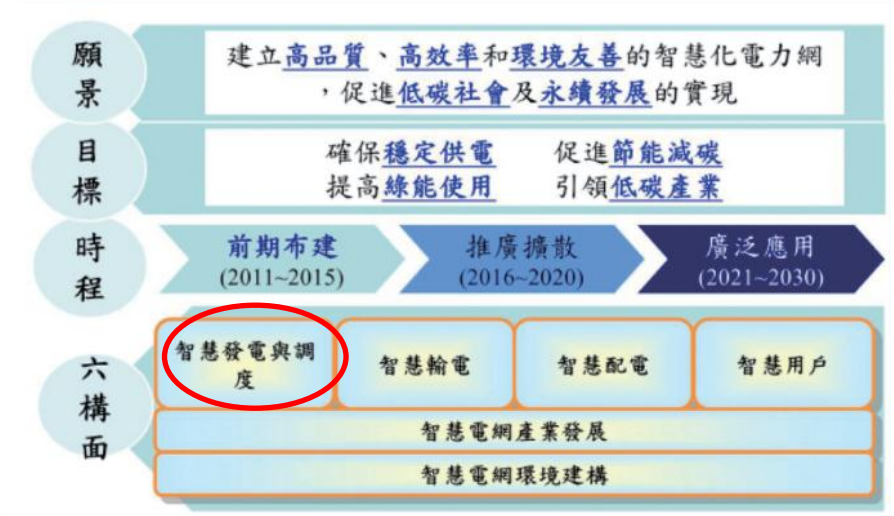 願景
建立高品質、高效率和環境友善的智慧化電力網
,促進低碳社會及永續發展的實現
目標
確保穩定供電 促進節能減碳
提高綠能使用 引領低碳產業
時程
前期布建
(2011~2015)
推廣擴散
(2016~2020)
廣泛應用
(2021~2030)
六構面
智慧發電與調
度
智慧輸電
智慧配電
智慧用戶
智慧電網產業發展
智慧電網環境建構